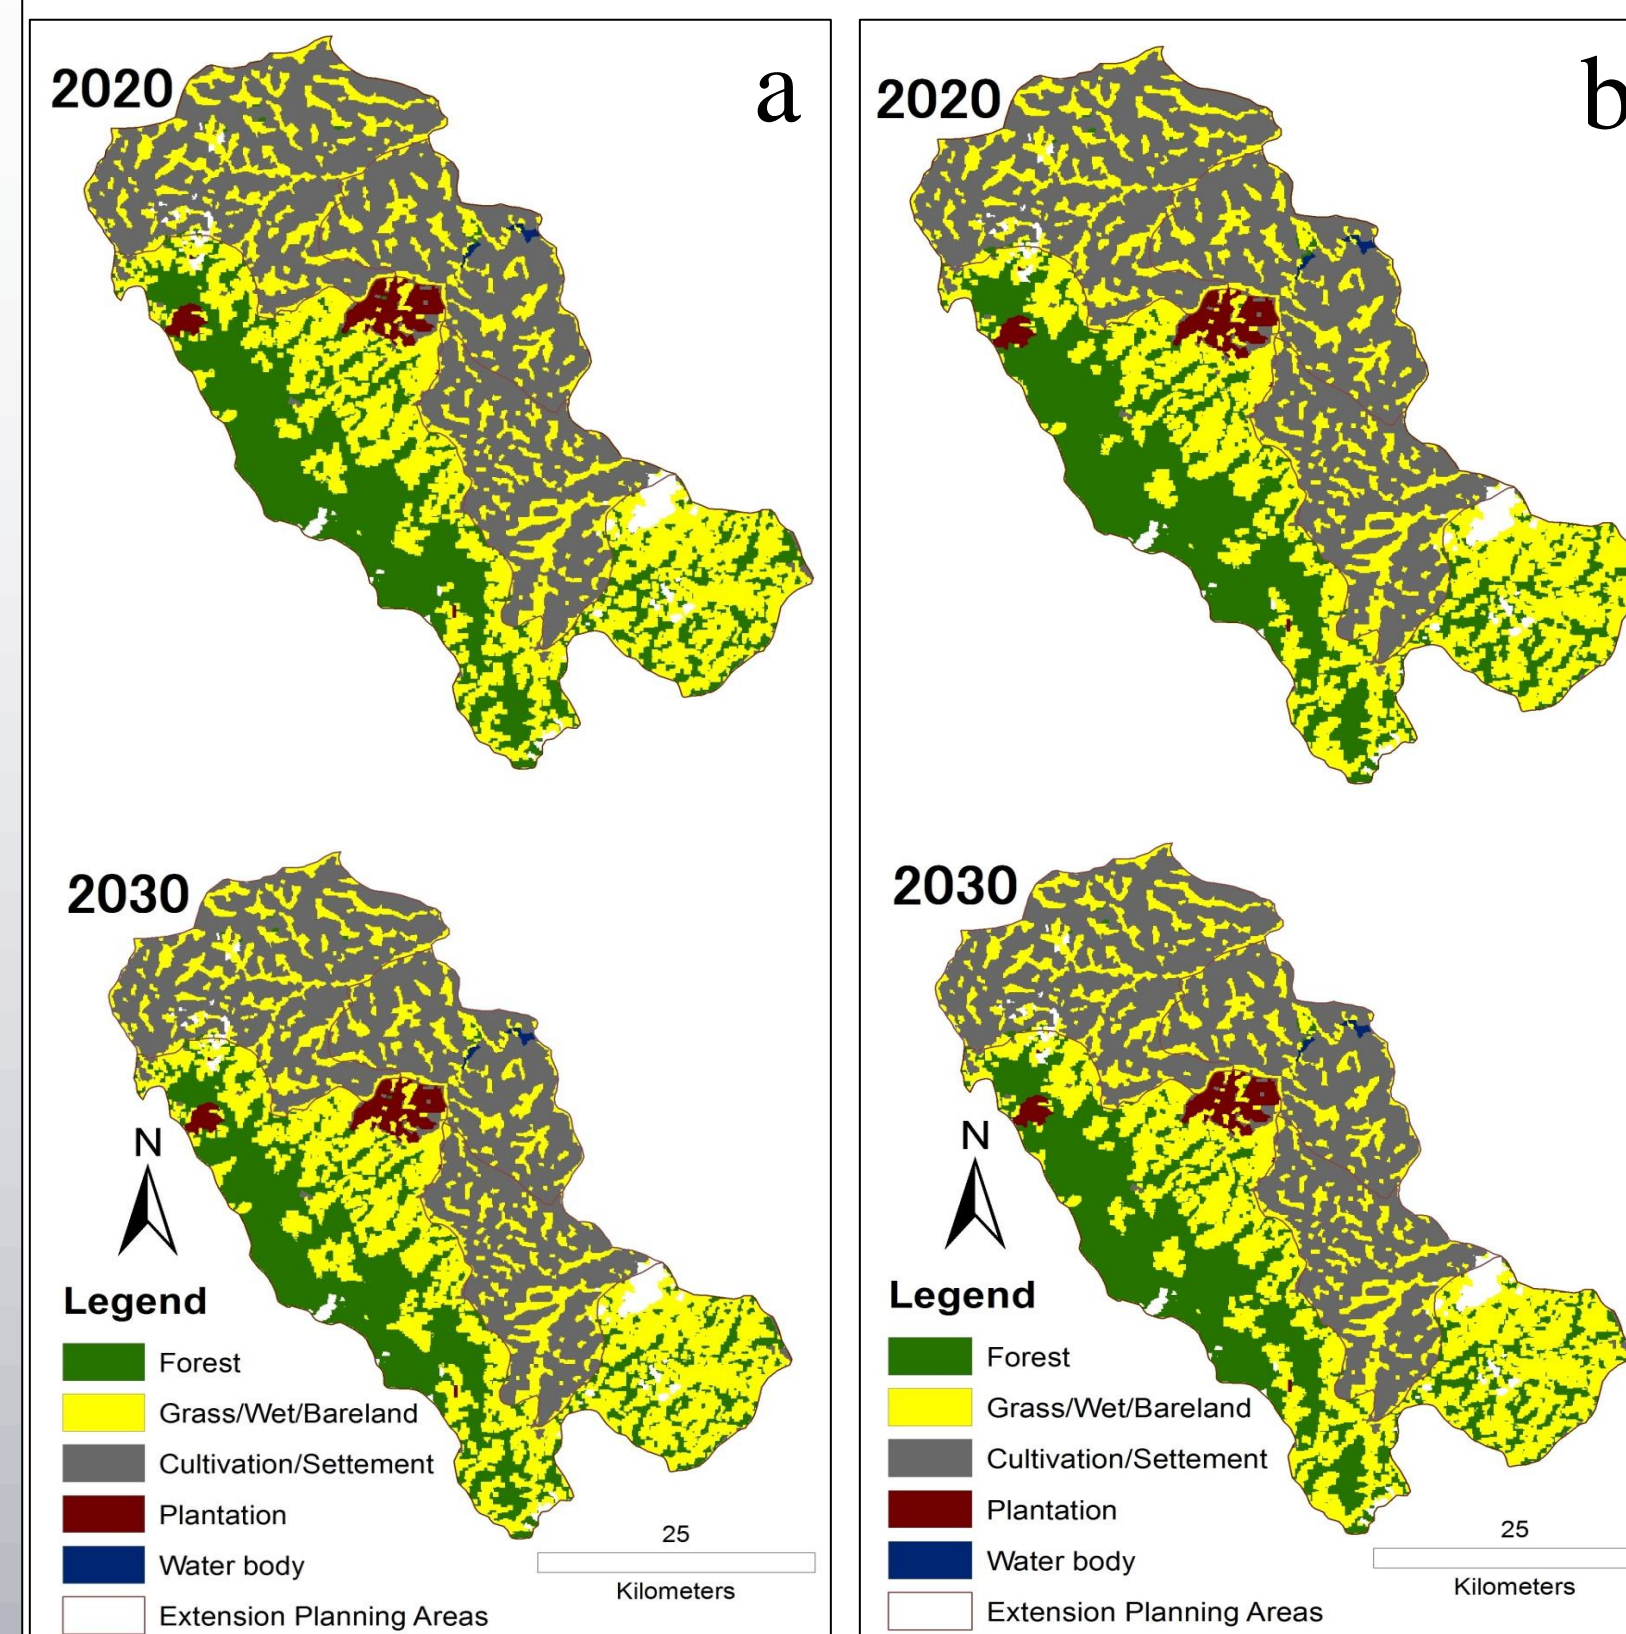 2020
a
2030
N
Legend
Forest
Grass/Wet/Bareland
Cultivation/Settement
Plantation
Water body
Extension Planning Areas
25
Kilometers
2020
b
2030
N
Legend
Forest
Grass/Wet/Bareland
Cultivation/Settement
Plantation
Water body
Extension Planning Areas
25
Kilometers